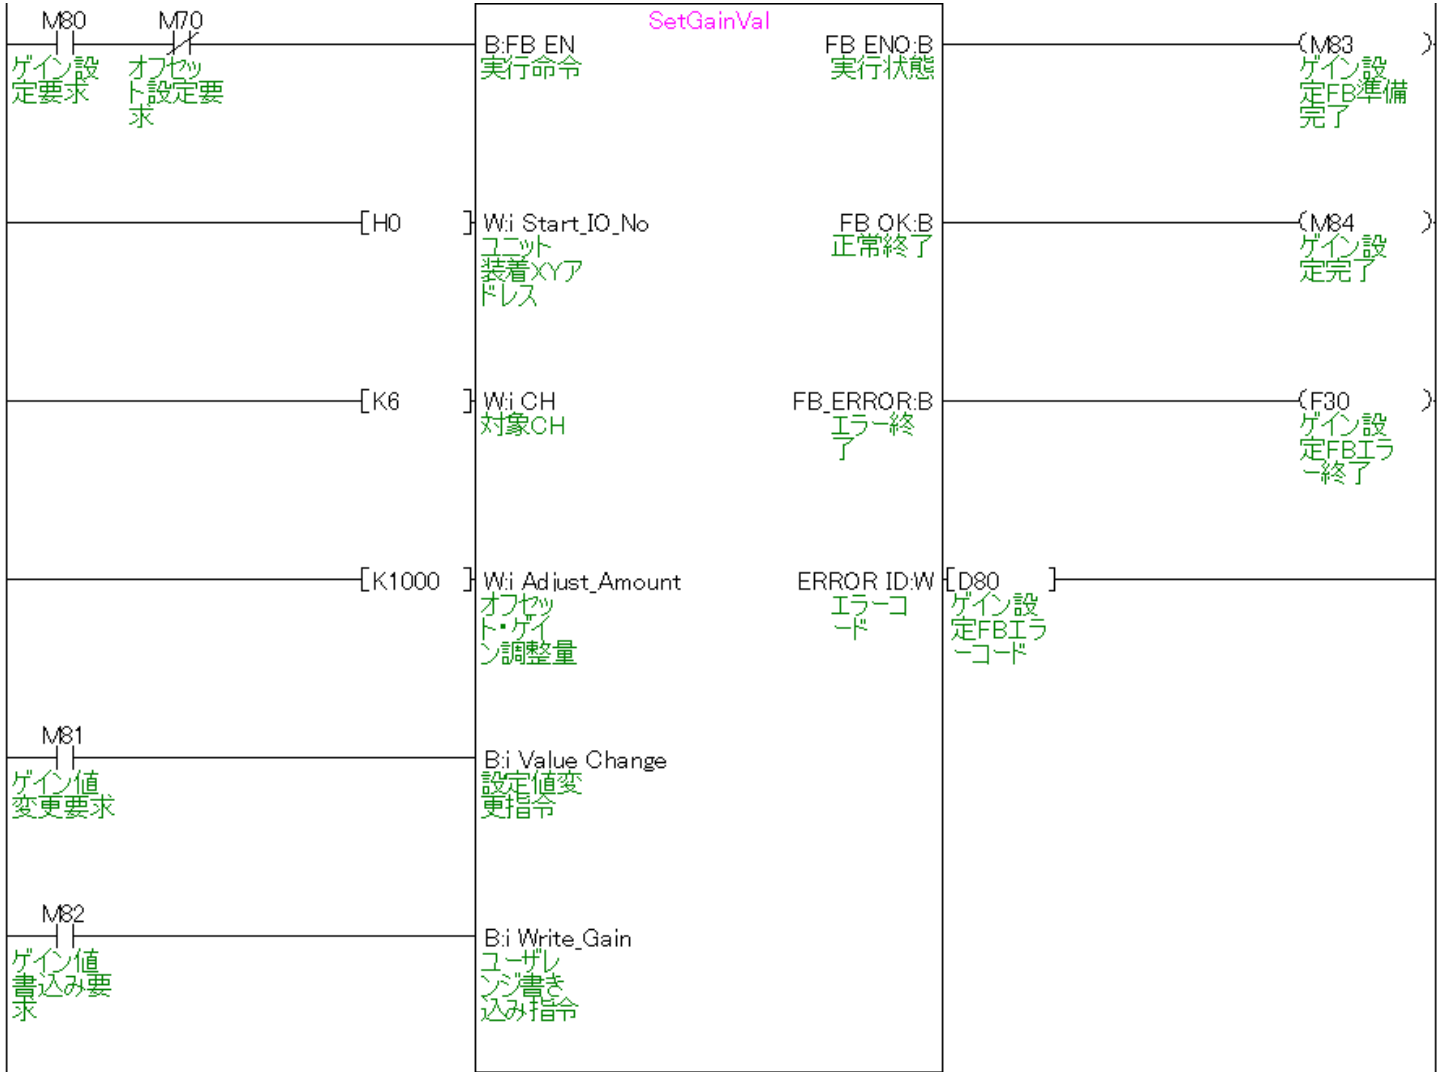 M80
ゲイン設
定要求
M70
オフセッ
ト設定要
求
SetGainVal
B:FB_EN
実行命令
FB_ENO:B
実行状態
M83
ゲイン設
定FB準備
完了
H0
W:i_Start_IO_No
ユニット
装着XYア
ドレス
FB_OK:B
正常終了
M84
ゲイン設
定完了
K6
W:i_CH
対象CH
FB_ERROR:B
エラー終
了
F30
ゲイン設
定FBエラ
ー終了
K1000
W:i_Adjust_Amount
オフセッ
ト・ゲイ
ン調整量
ERROR_ID:W
エラーコ
ード
D80
ゲイン設
定FBエラ
ーコード
M81
ゲイン値
変更要求
B:i_Value_Change
設定値変
更指令
M82
ゲイン値
書込み要
求
B:i_Write_Gain
ユーザレ
ンジ書き
込み指令